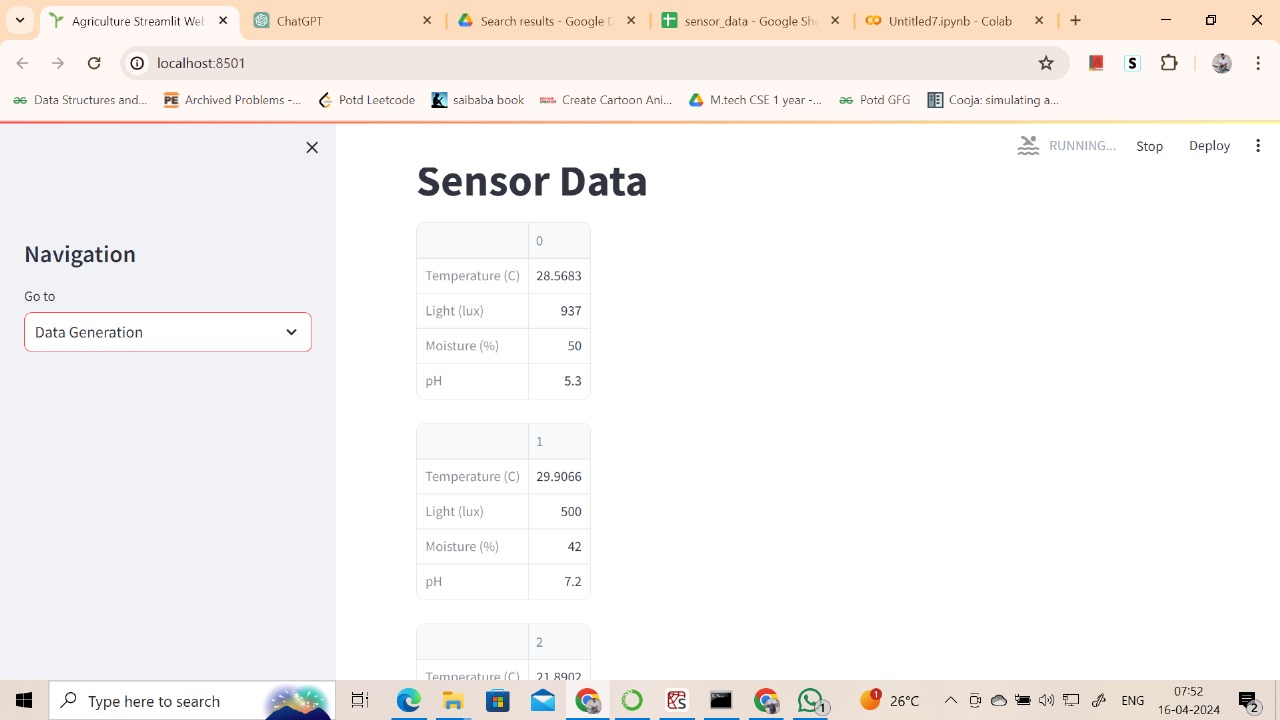 Agriculture Streamlit Web
ChatGPT
Search results - Google D
sensor_data - Google She
Untitled7.ipynb - Colab
localhost:8501
S
Data Structures and...
PE Archived Problems -...
Potd Leetcode
saibaba book
Create Cartoon Ani...
M.tech CSE 1 year -...
Potd GFG
Cooja: simulating a...
RUNNING...
Stop
Deploy
Navigation
Go to
Data Generation
Sensor Data
0
Temperature (C) 28.5683
Light (lux) 937
Moisture (%) 50
pH 5.3
1
Temperature (C) 29.9066
Light (lux) 500
Moisture (%) 42
pH 7.2
2
Temperature (C) 21.8902
Type here to search
1
1
26°C
ENG
07:52
16-04-2024
2